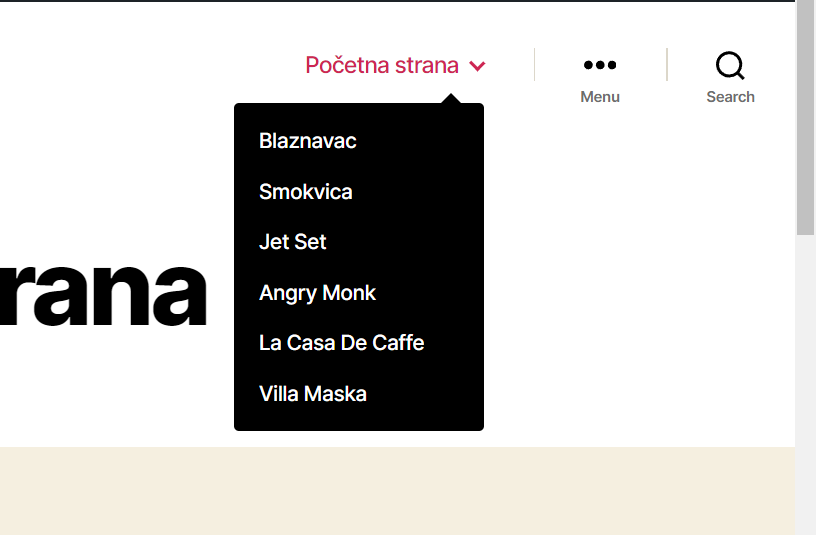 Početna strana
Menu
Search
Blaznavac
Smokvica
Jet Set
Angry Monk
La Casa De Caffe
Villa Maska
rana